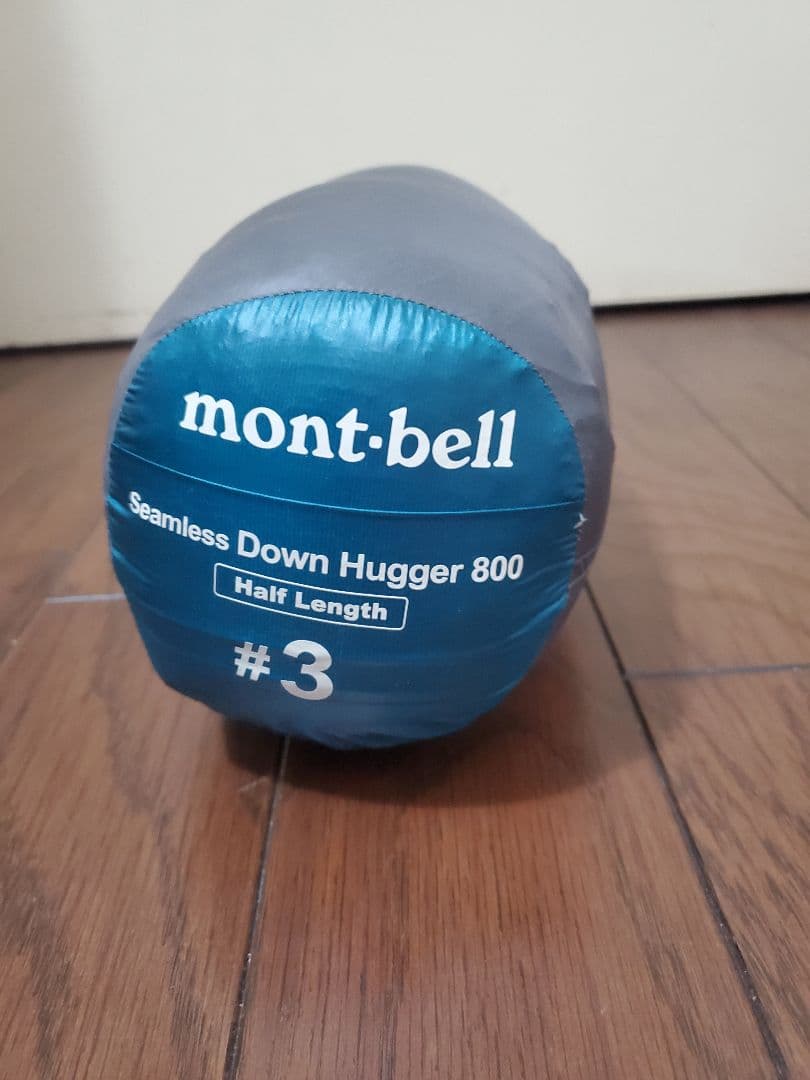 mont-bell
Seamless Down Hugger 800
Half Length
#3